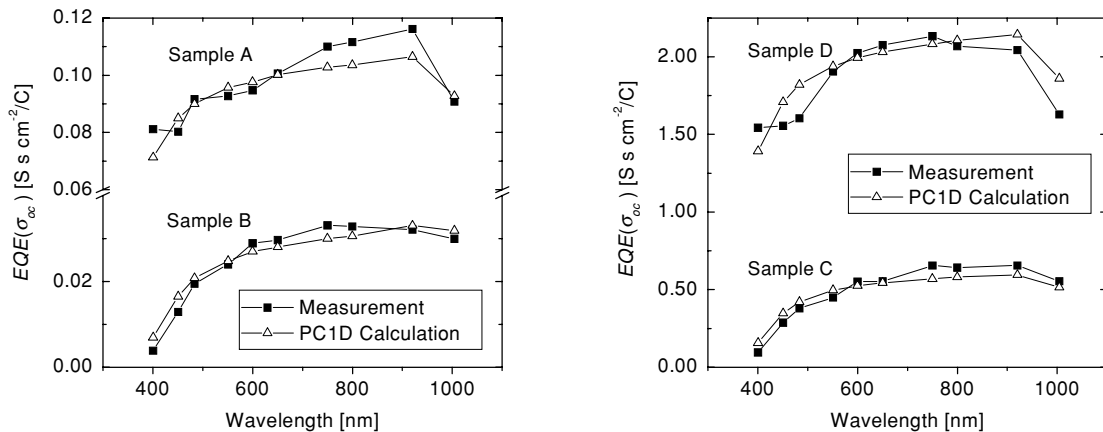 EQE(σoc) [S s cm⁻²/C]
0.12
0.10
0.08
0.06
0.02
0.00
Sample A
Sample B
Measurement
PC1D Calculation
400 600 800 1000
Wavelength [nm]
EQE(σoc) [S s cm⁻²/C]
2.00
1.50
1.00
0.50
0.00
Sample D
Measurement
PC1D Calculation
Sample C
400 600 800 1000
Wavelength [nm]